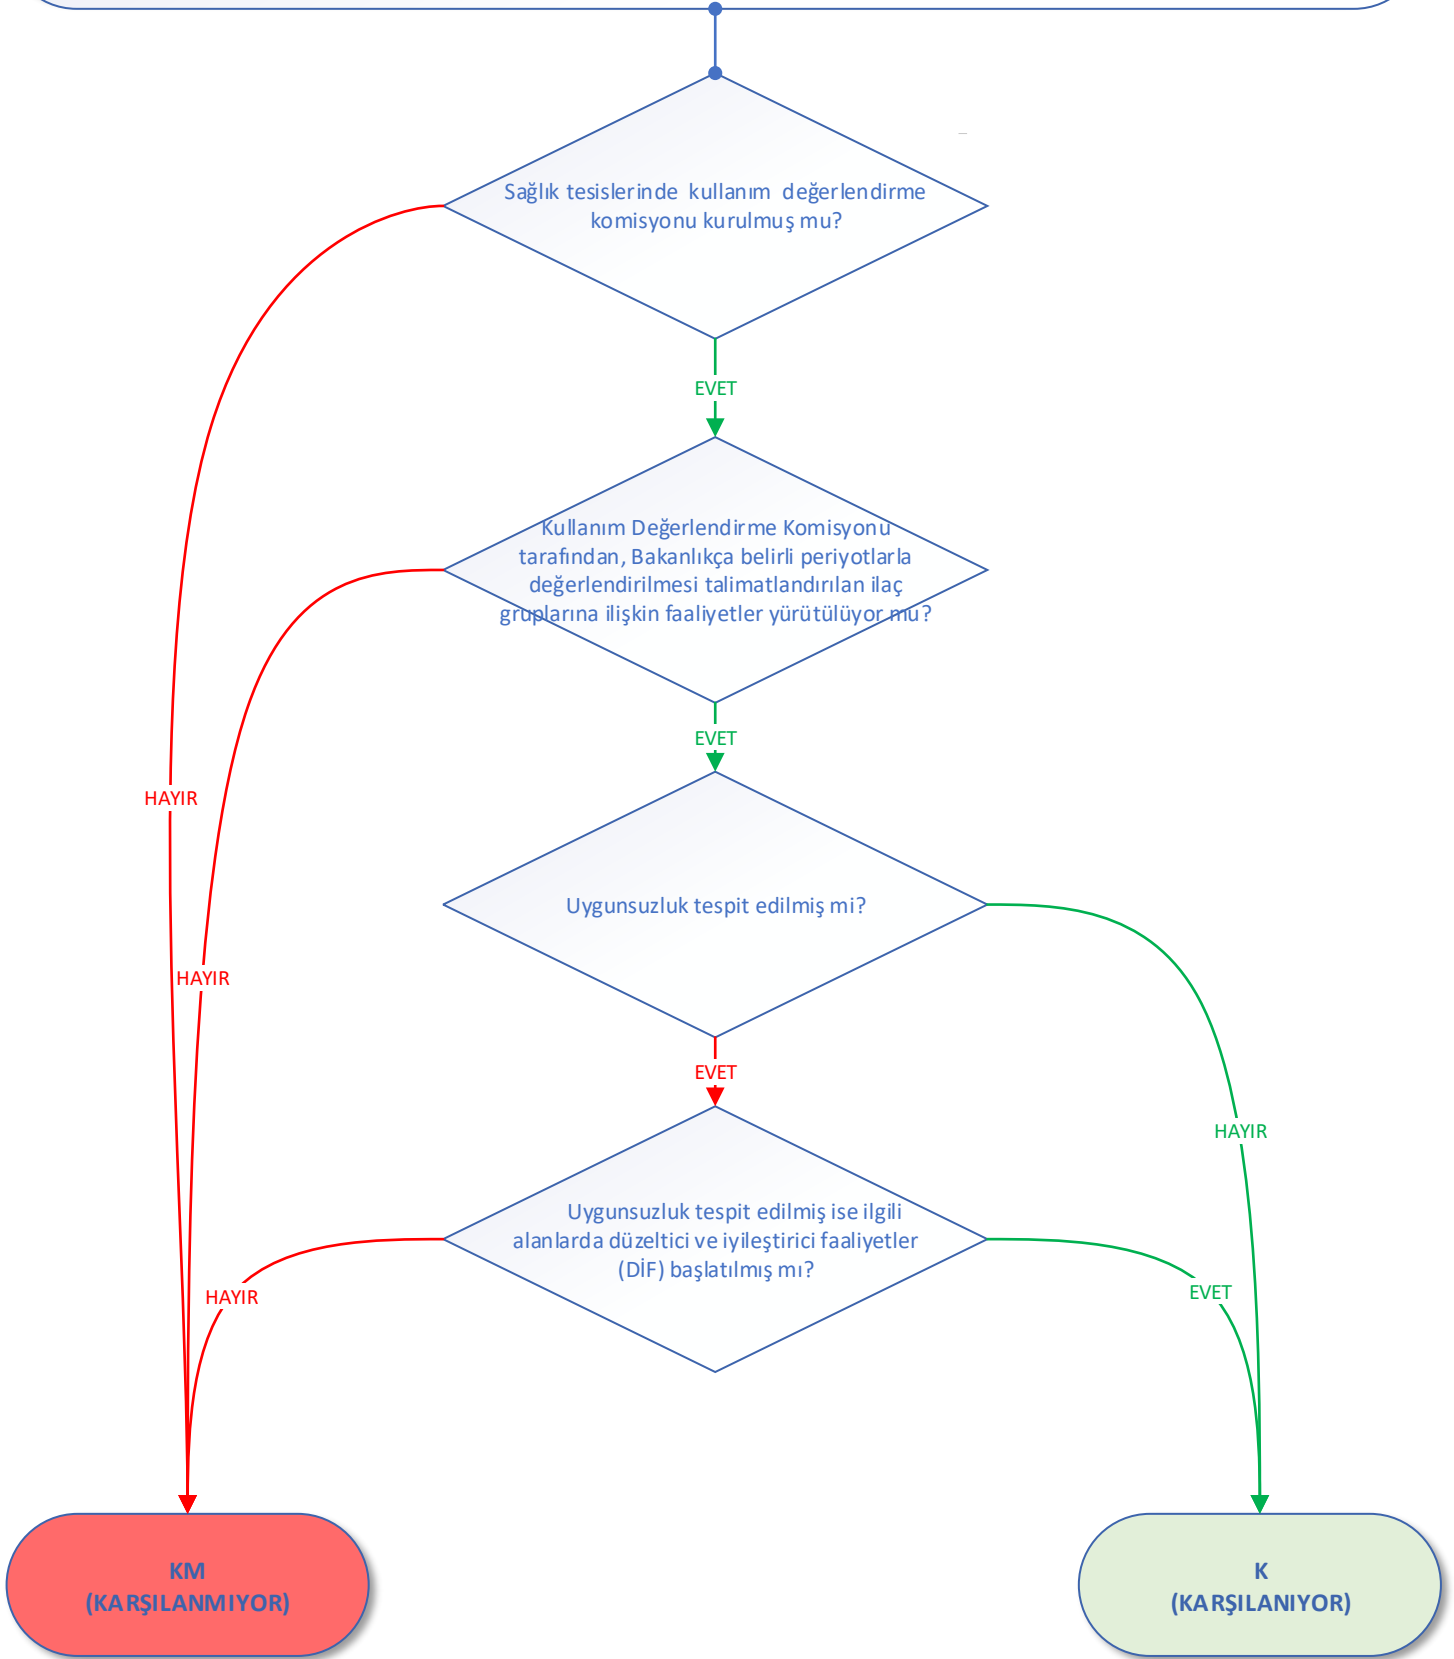 Sağlık tesislerinde kullanım değerlendirme
komisyonu kurulmuş mu?
EVET
Kullanım Değerlendirme Komisyonu
tarafından, Bakanlıkça belirli periyotlarla
değerlendirilmesi talimatlandırılan ilaç
gruplarına ilişkin faaliyetler yürütülüyor mu?
EVET
HAYIR
Uygunsuzluk tespit edilmiş mi?
HAYIR
EVET
HAYIR
Uygunsuzluk tespit edilmiş ise ilgili
alanlarda düzeltici ve iyileştirici faaliyetler
(DİF) başlatılmış mı?
HAYIR
EVET
KM
(KARŞILANMIYOR)
K
(KARŞILANIYOR)